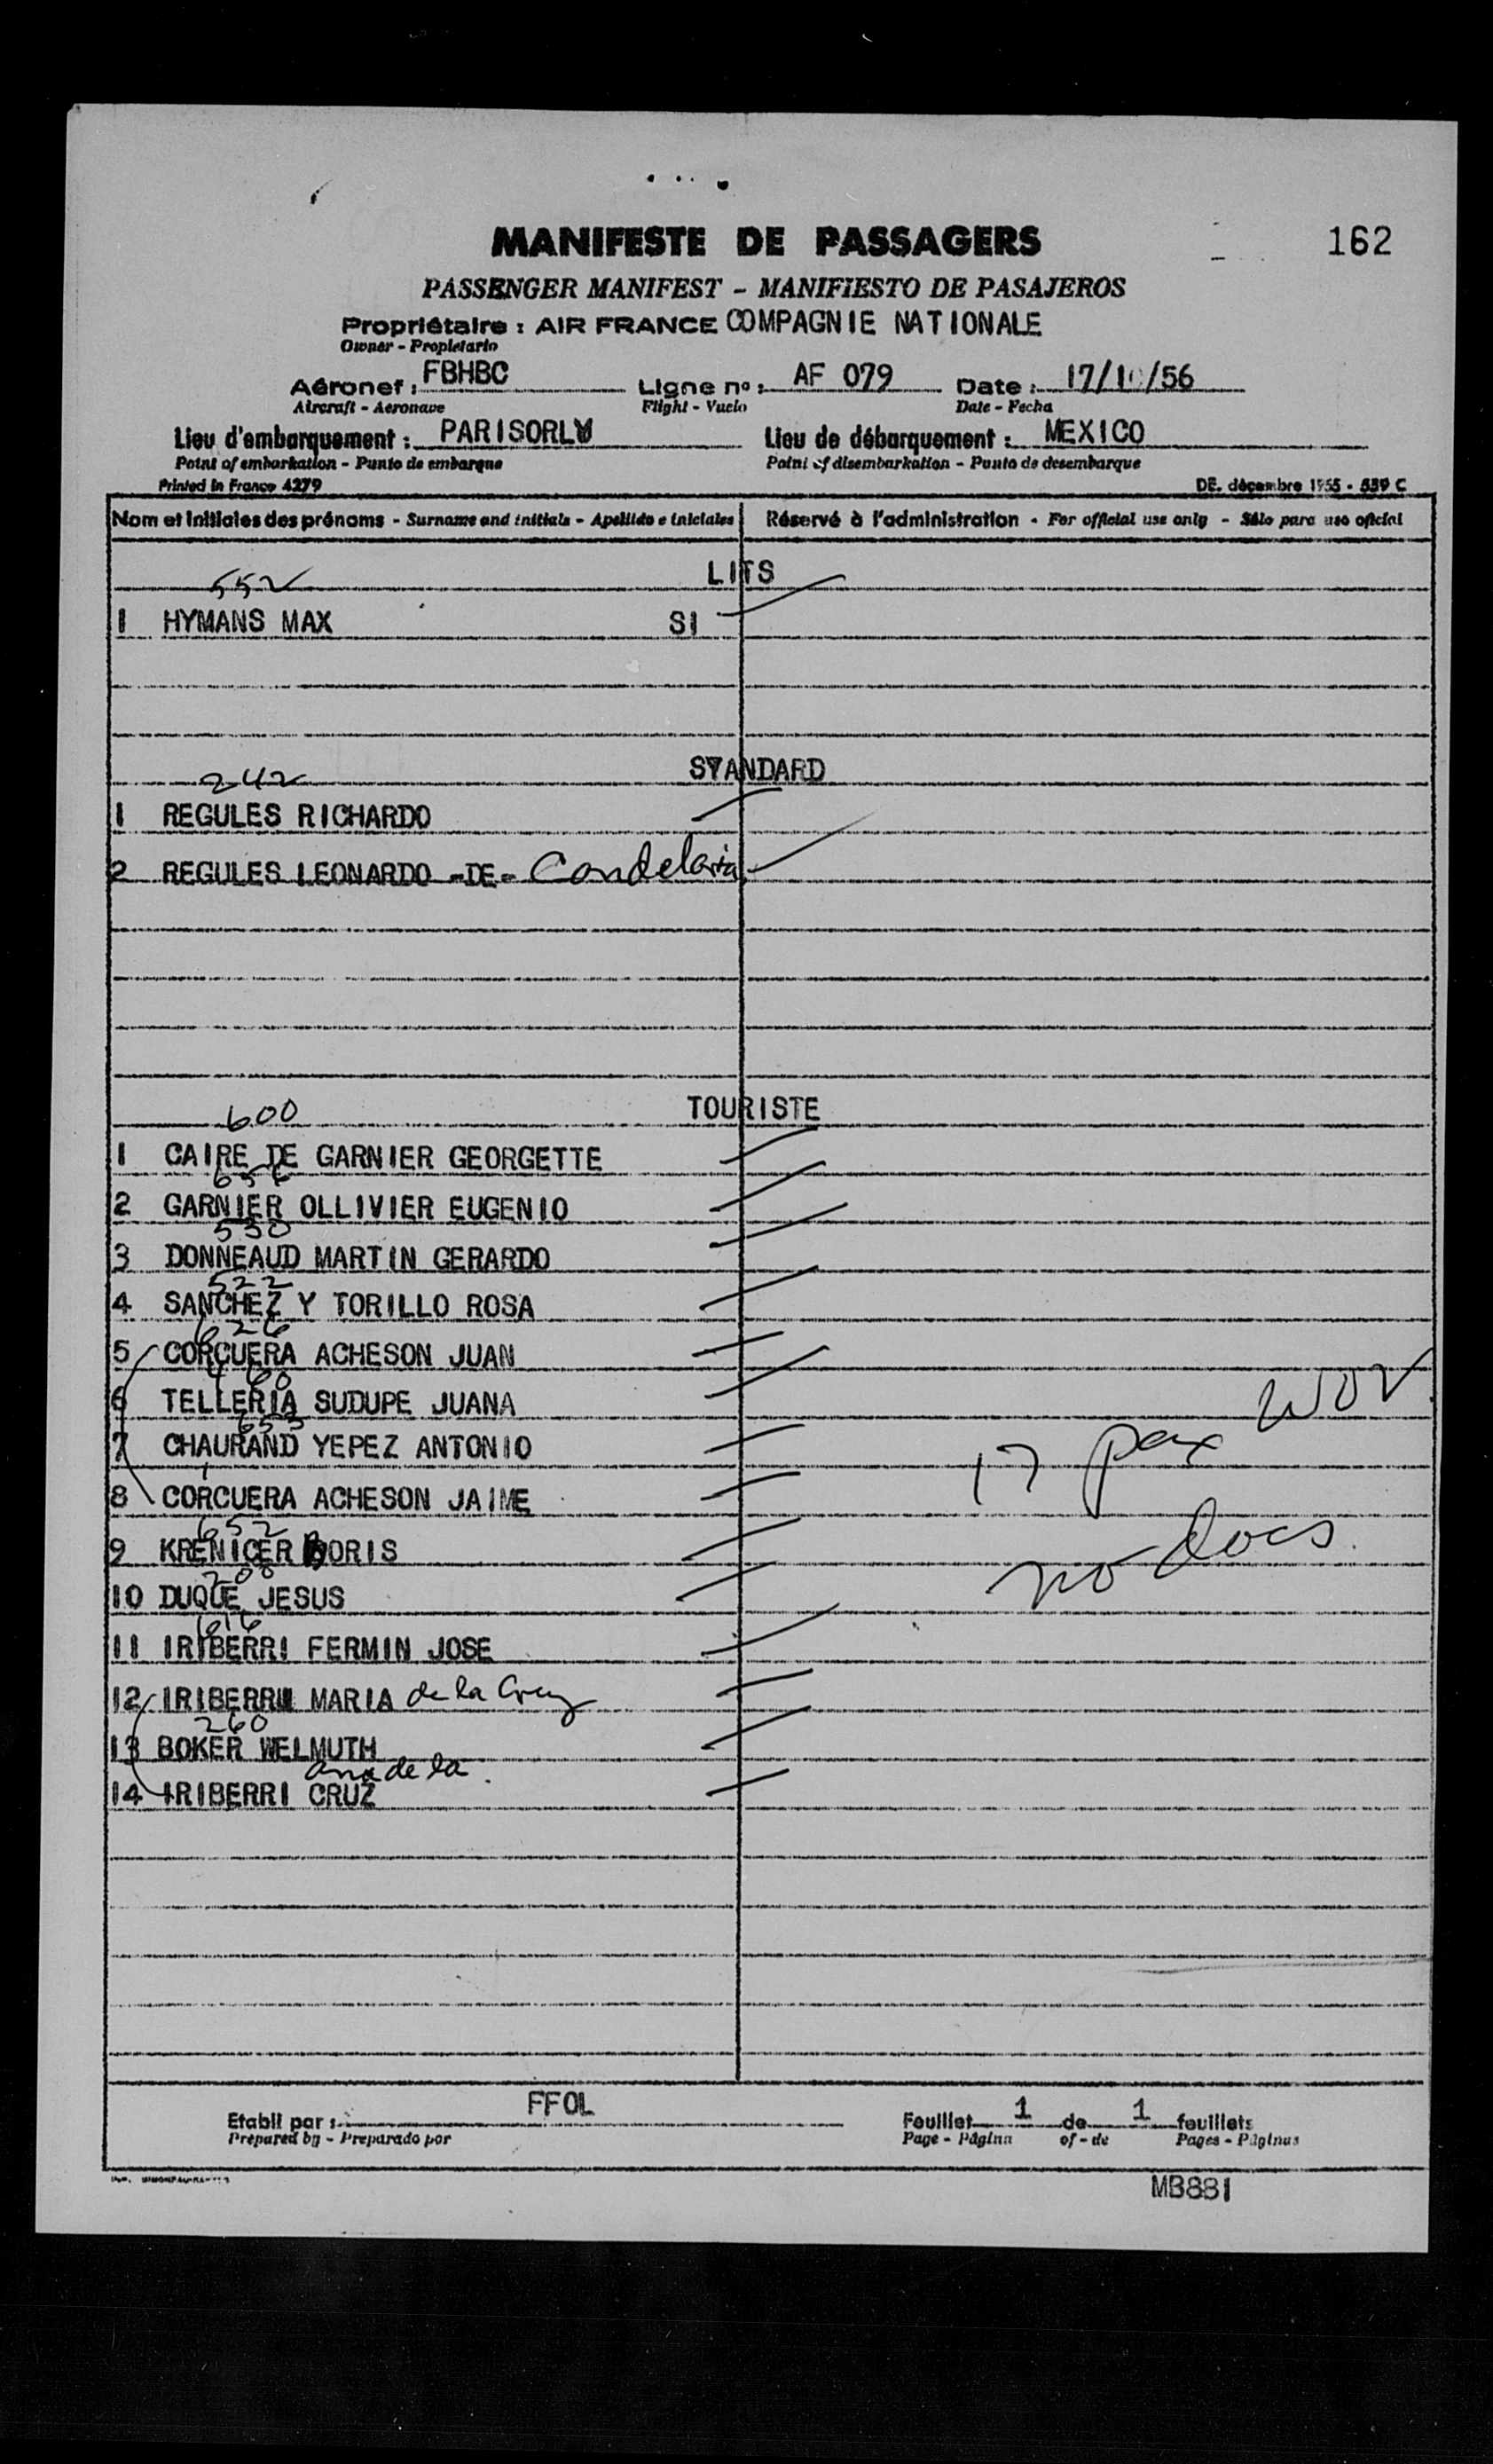 162
MANIFESTE DE PASSAGERS
PASSENGER MANIFEST - MANIFIESTO DE PASAJEROS
Propriétaire : AIR FRANCE COMPAGNIE NATIONALE
Owner - Propietario
Aéronef : FBHBC Ligne nº : AF 079 Date : 17/10/56
Aircraft - Aeronave Flight - Vuelo Date - Fecha
Lieu d'embarquement : PARISORLY Lieu de débarquement : MEXICO
Point of embarkation - Punto de embarque Point of disembarkation - Punto de desembarque
Printed in France 4279 DE. décembre 1955 - 559 C
Nom et initiales des prénoms - Surname and initials - Apellido e iniciales Réservé à l'administration - For official use only - Sólo para uso oficial
552 LITS
1 HYMANS MAX SI
242 STANDARD
1 REGULES RICHARDO
2 REGULES LEONARDO -DE- Candelaria
600 TOURISTE
1 CAIRE DE GARNIER GEORGETTE
2 GARNIER OLLIVIER EUGENIO
530
3 DONNEAUD MARTIN GERARDO
522
4 SANCHEZ Y TORILLO ROSA
626
5 CORCUERA ACHESON JUAN
6 TELLERIA SUDUPE JUANA
653
7 CHAURAND YEPEZ ANTONIO
17 pax
8 CORCUERA ACHESON JAIME
652
9 KRENICER BORIS
no docs
200
10 DUQUE JESUS
616
11 IRIBERRI FERMIN JOSE
12 IRIBERRI MARIA de la Cruz
260
13 BOKER WELMUTH
ana de la
14 IRIBERRI CRUZ
FFOL
Etabli par : Feuillet 1 de 1 feuillets
Prepared by - Preparado por Page - Página of - de Pages - Páginas
MB881